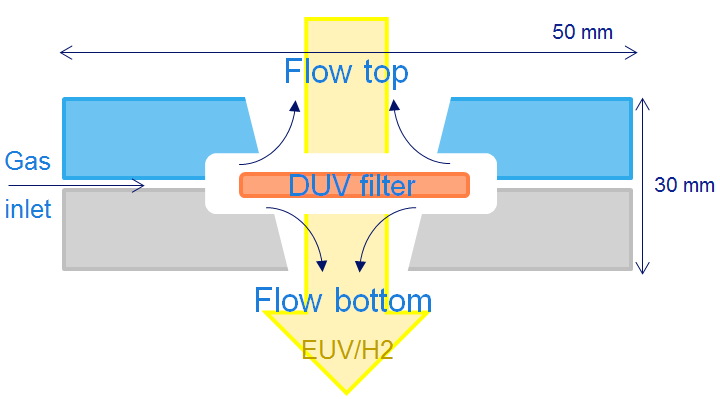 50 mm
Flow top
Gas
inlet
DUV filter
30 mm
Flow bottom
EUV/H2